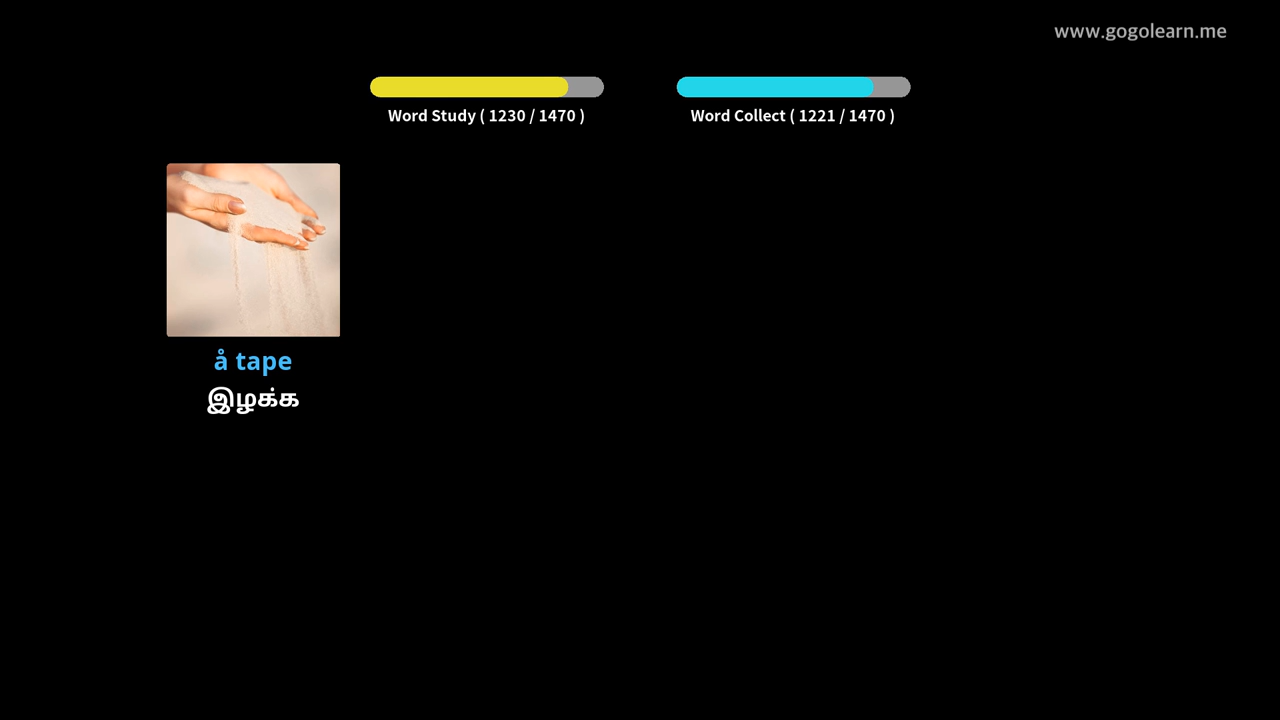 www.gogolearn.me
Word Study ( 1230 / 1470 )
Word Collect ( 1221 / 1470 )
å tape
இழக்க